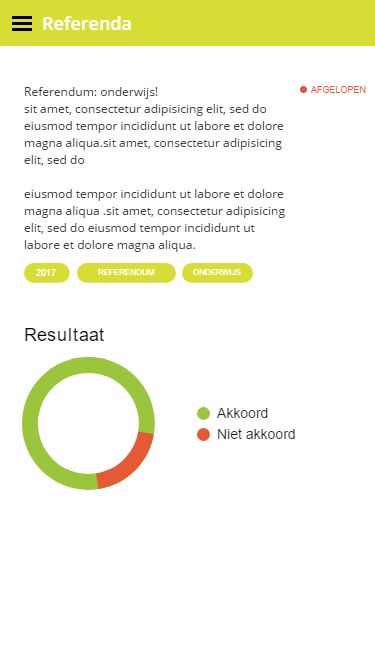 Referenda
Referendum: onderwijs!
AFGELOPEN
sit amet, consectetur adipisicing elit, sed do
eiusmod tempor incididunt ut labore et dolore
magna aliqua.sit amet, consectetur adipisicing
elit, sed do
eiusmod tempor incididunt ut labore et dolore
magna aliqua .sit amet, consectetur adipisicing
elit, sed do eiusmod tempor incididunt ut
labore et dolore magna aliqua.
2017 REFERENDUM ONDERWIJS
Resultaat
Akkoord
Niet akkoord